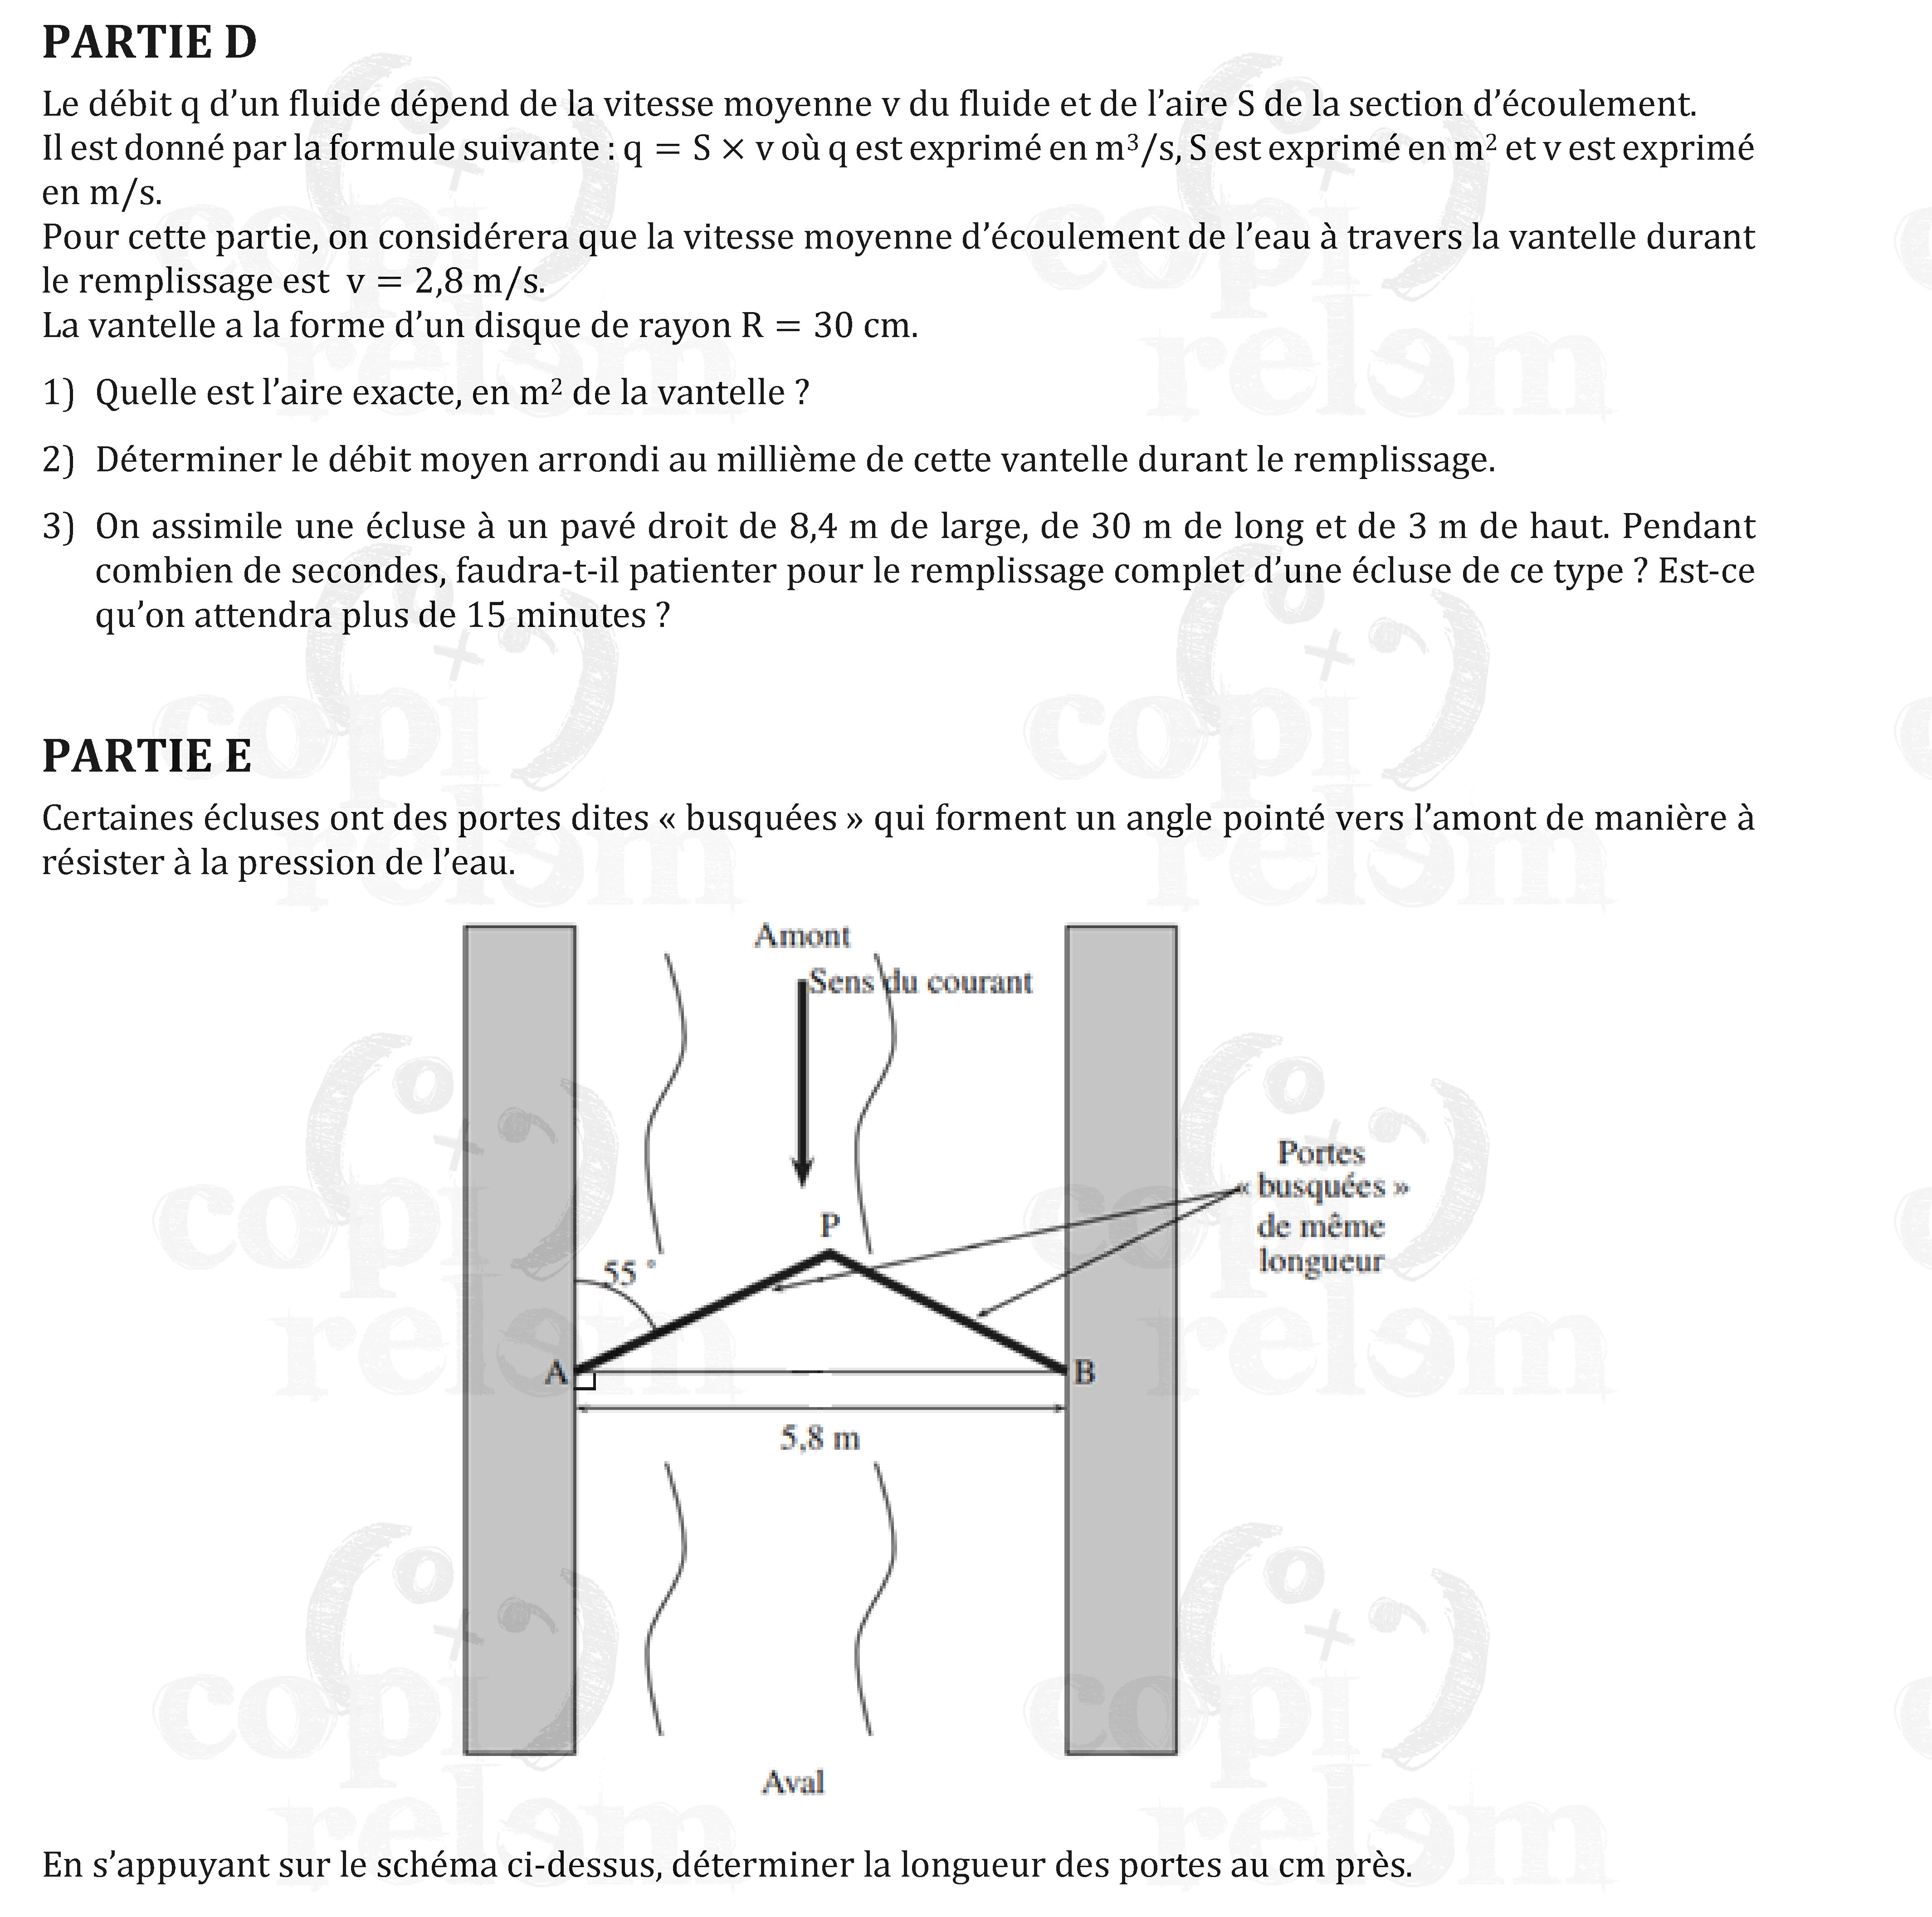 PARTIE D
Le débit q d’un fluide dépend de la vitesse moyenne v du fluide et de l’aire S de la section d’écoulement.
Il est donné par la formule suivante : q = S × v où q est exprimé en m³/s, S est exprimé en m² et v est exprimé
en m/s.
Pour cette partie, on considérera que la vitesse moyenne d’écoulement de l’eau à travers la vantelle durant
le remplissage est v = 2,8 m/s.
La vantelle a la forme d’un disque de rayon R = 30 cm.
1) Quelle est l’aire exacte, en m² de la vantelle ?
2) Déterminer le débit moyen arrondi au millième de cette vantelle durant le remplissage.
3) On assimile une écluse à un pavé droit de 8,4 m de large, de 30 m de long et de 3 m de haut. Pendant
combien de secondes, faudra-t-il patienter pour le remplissage complet d’une écluse de ce type ? Est-ce
qu’on attendra plus de 15 minutes ?
PARTIE E
Certaines écluses ont des portes dites « busquées » qui forment un angle pointé vers l’amont de manière à
résister à la pression de l’eau.
Amont
Sens du courant
Portes
« busquées »
de même
longueur
P
55 °
A
B
5,8 m
Aval
En s’appuyant sur le schéma ci-dessus, déterminer la longueur des portes au cm près.